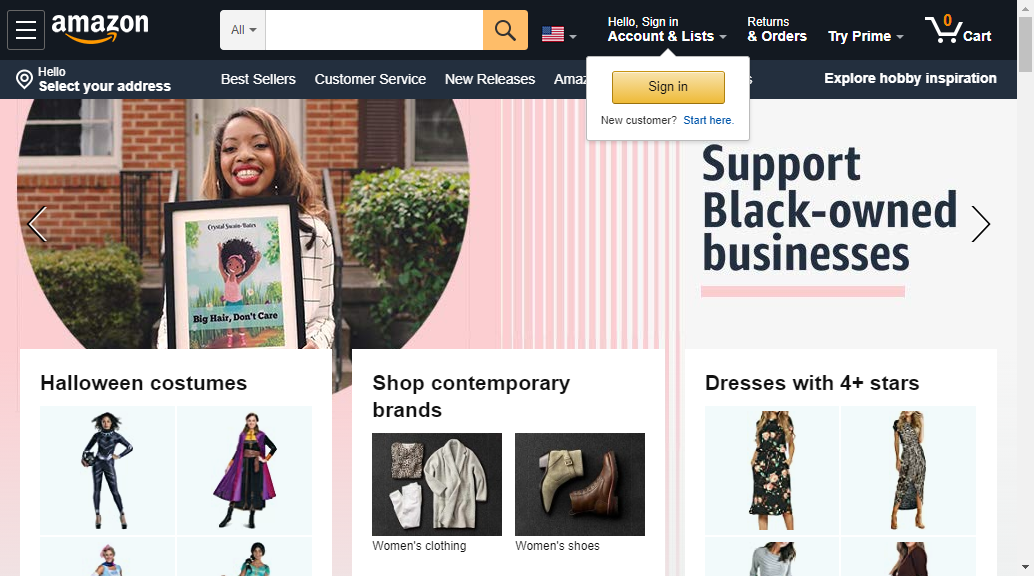 amazon
All
Hello, Sign in
Account & Lists
Returns
& Orders
Try Prime
0
Cart
Hello
Select your address
Best Sellers
Customer Service
New Releases
Explore hobby inspiration
Sign in
New customer? Start here.
Support
Black-owned
businesses
Crystal Swain-Bates
Big Hair, Don't Care
Halloween costumes
Shop contemporary
brands
Women's clothing
Women's shoes
Dresses with 4+ stars